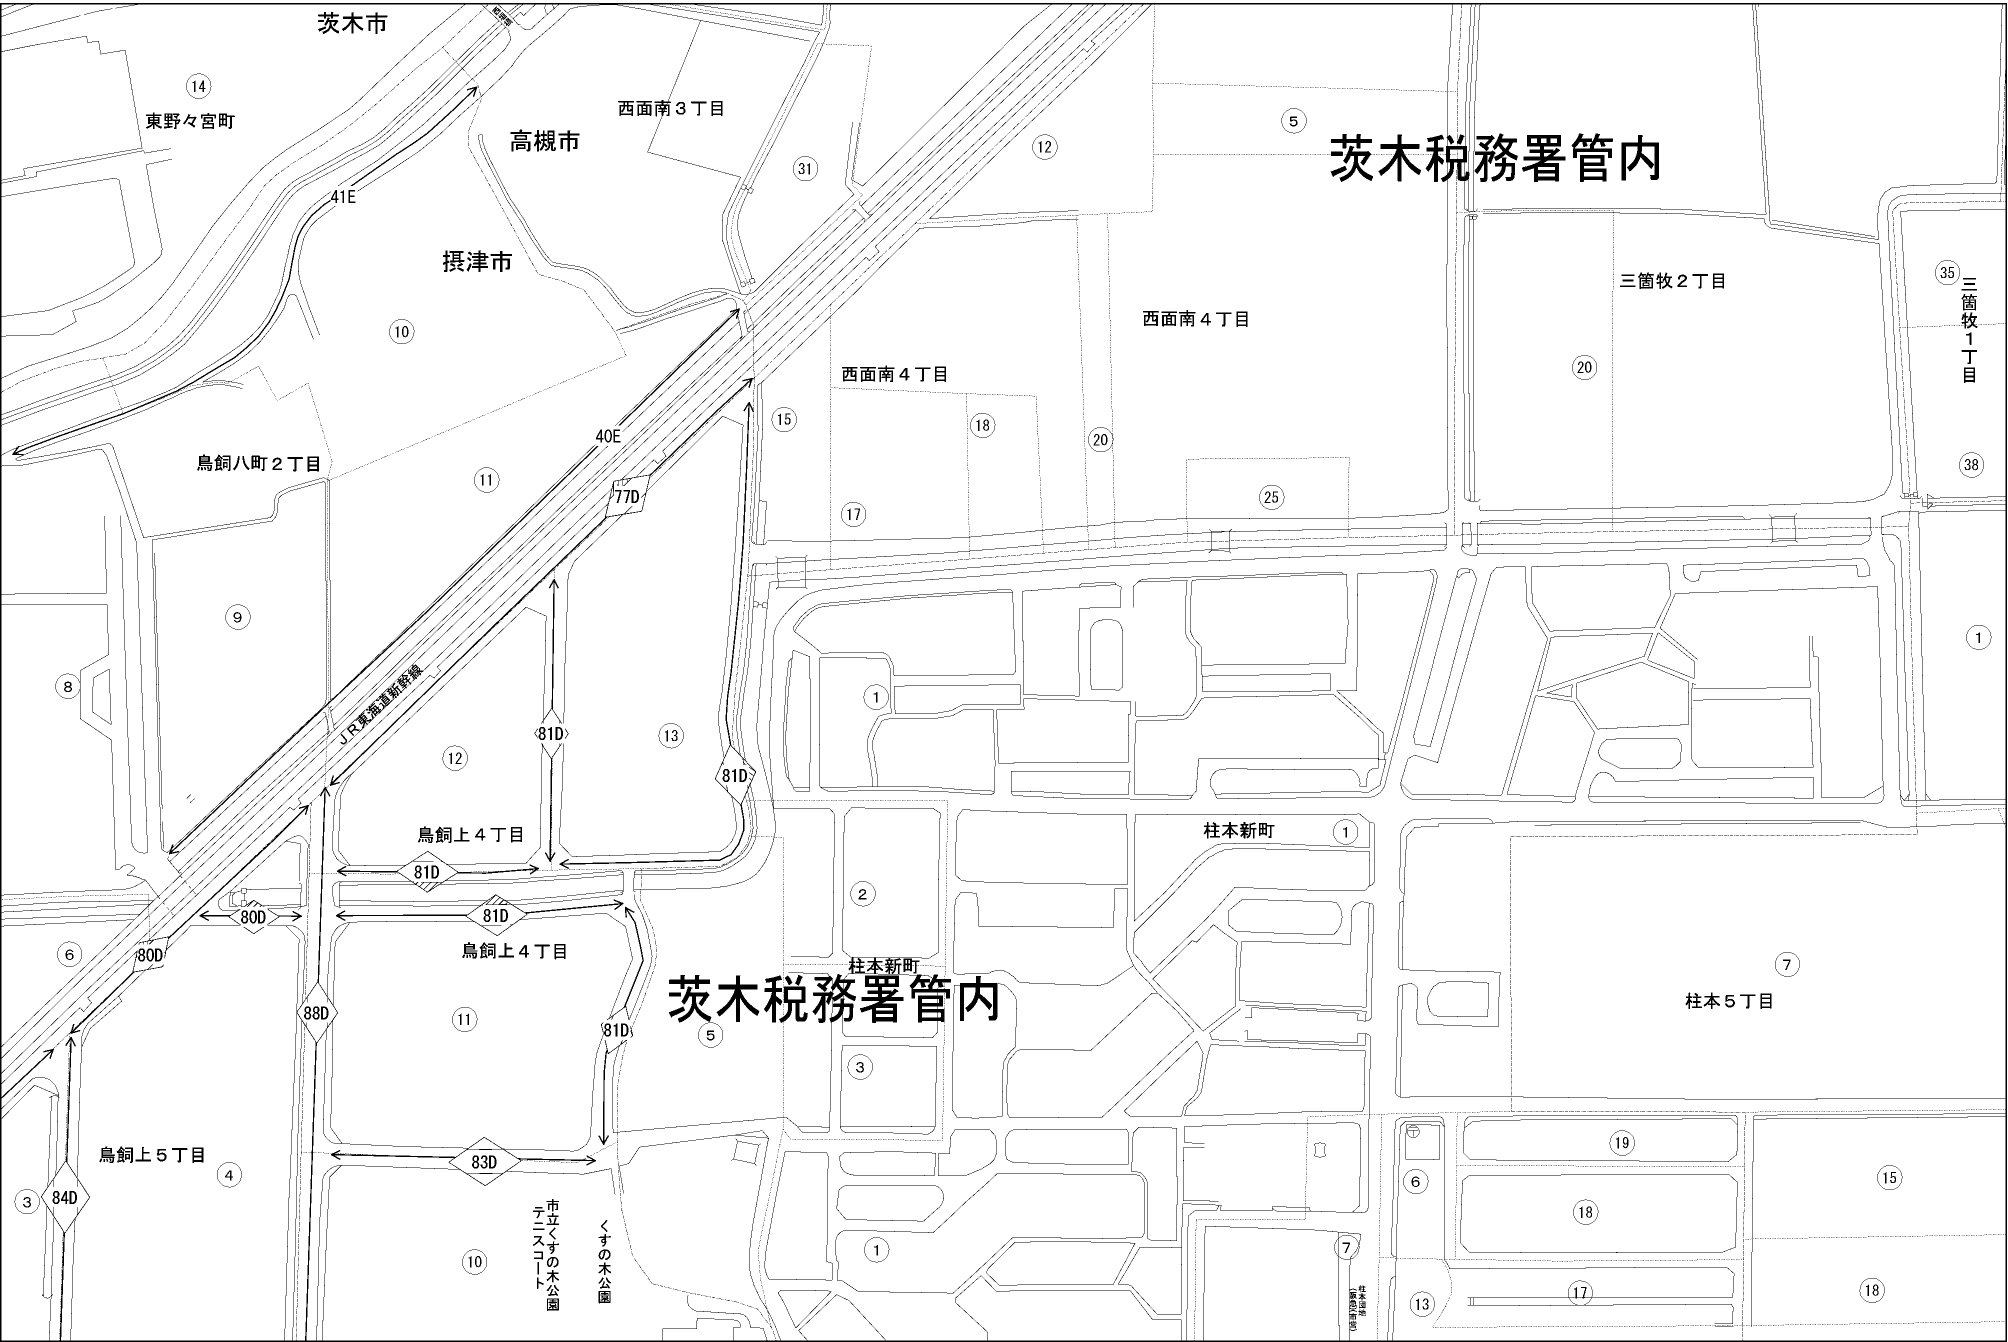 茨木市
14
東野々宮町
西面南3丁目
高槻市
5
12
茨木税務署管内
31
41E
摂津市
35
三箇牧1丁目
三箇牧2丁目
西面南4丁目
10
20
西面南4丁目
15
18
20
40E
鳥飼八町2丁目
11
38
77D
25
17
9
1
8
1
JR東海道新幹線
81D
13
12
81D
鳥飼上4丁目
柱本新町
1
81D
2
80D
81D
鳥飼上4丁目
6
80D
柱本新町
7
茨木税務署管内
柱本5丁目
88D
11
81D
5
3
鳥飼上5丁目
83D
19
4
6
15
3
84D
18
市立くすの木公園
テニスコート
くすの木公園
10
1
7
17
18
13
柱本団地
(阪急)(市営)